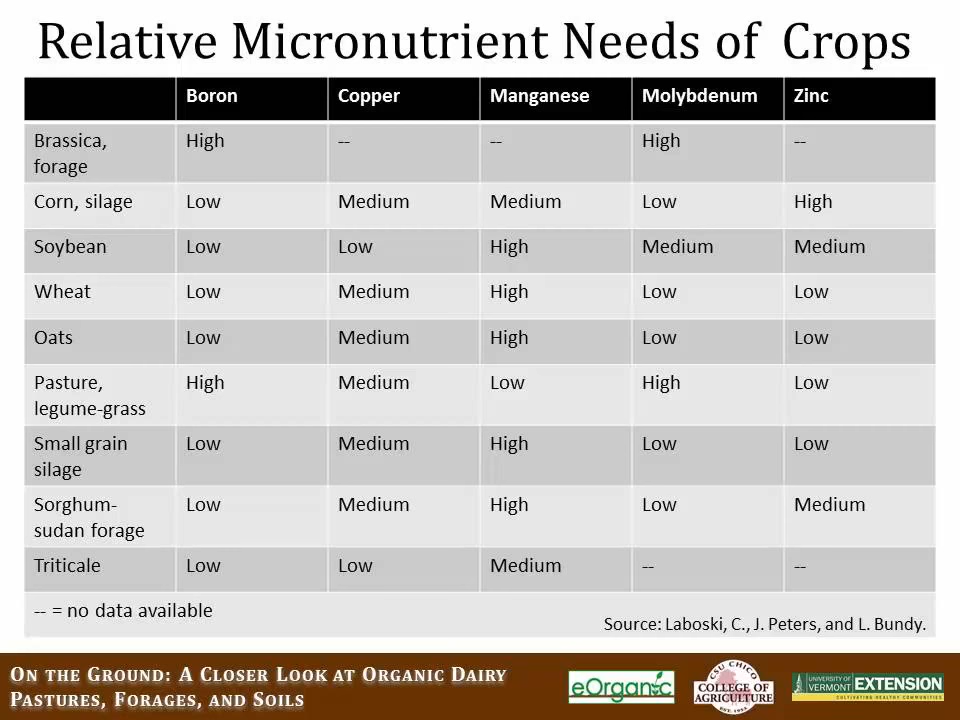 Relative Micronutrient Needs of Crops
Boron Copper Manganese Molybdenum Zinc
Brassica, forage High -- -- High --
Corn, silage Low Medium Medium Low High
Soybean Low Low High Medium Medium
Wheat Low Medium High Low Low
Oats Low Medium High Low Low
Pasture, legume-grass High Medium Low High Low
Small grain silage Low Medium High Low Low
Sorghum-sudan forage Low Medium High Low Medium
Triticale Low Low Medium -- --
-- = no data available
Source: Laboski, C., J. Peters, and L. Bundy.
On the Ground: A Closer Look at Organic Dairy
Pastures, Forages, and Soils
eOrganic
CSU CHICO
COLLEGE OF
AGRICULTURE
UNIVERSITY OF
VERMONT EXTENSION
CULTIVATING HEALTHY COMMUNITIES